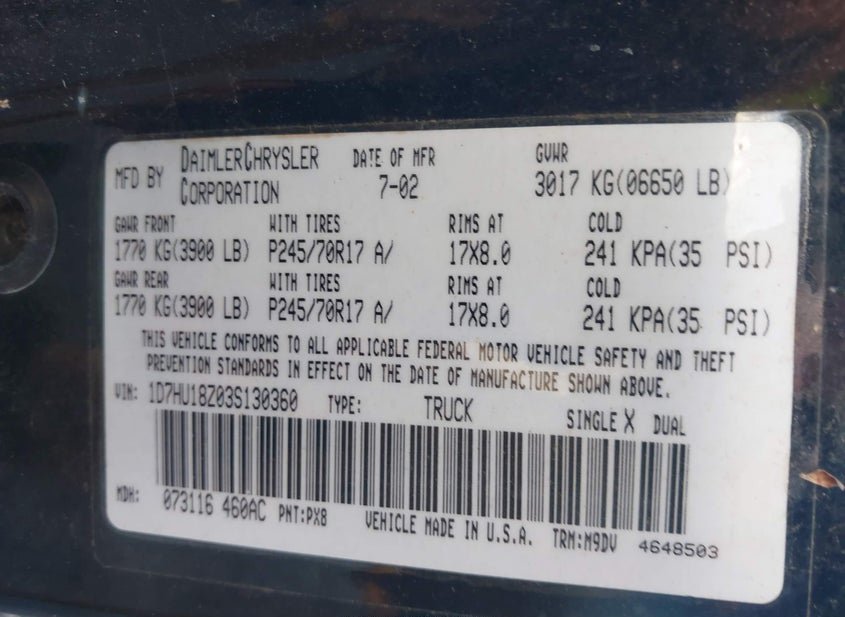 MFD BY DAIMLERCHRYSLER CORPORATION DATE OF MFR 7-02 GVWR 3017 KG(06650 LB)
GAWR FRONT WITH TIRES RIMS AT COLD
1770 KG(3900 LB) P245/70R17 A/ 17X8.0 241 KPA(35 PSI)
GAWR REAR WITH TIRES RIMS AT COLD
1770 KG(3900 LB) P245/70R17 A/ 17X8.0 241 KPA(35 PSI)
THIS VEHICLE CONFORMS TO ALL APPLICABLE FEDERAL MOTOR VEHICLE SAFETY AND THEFT
PREVENTION STANDARDS IN EFFECT ON THE DATE OF MANUFACTURE SHOWN ABOVE.
VIN: 1D7HU18Z03S130360 TYPE: TRUCK SINGLE X DUAL
MDH: 073116 460AC PNT:PX8 VEHICLE MADE IN U.S.A. TRM:M9DV 4648503